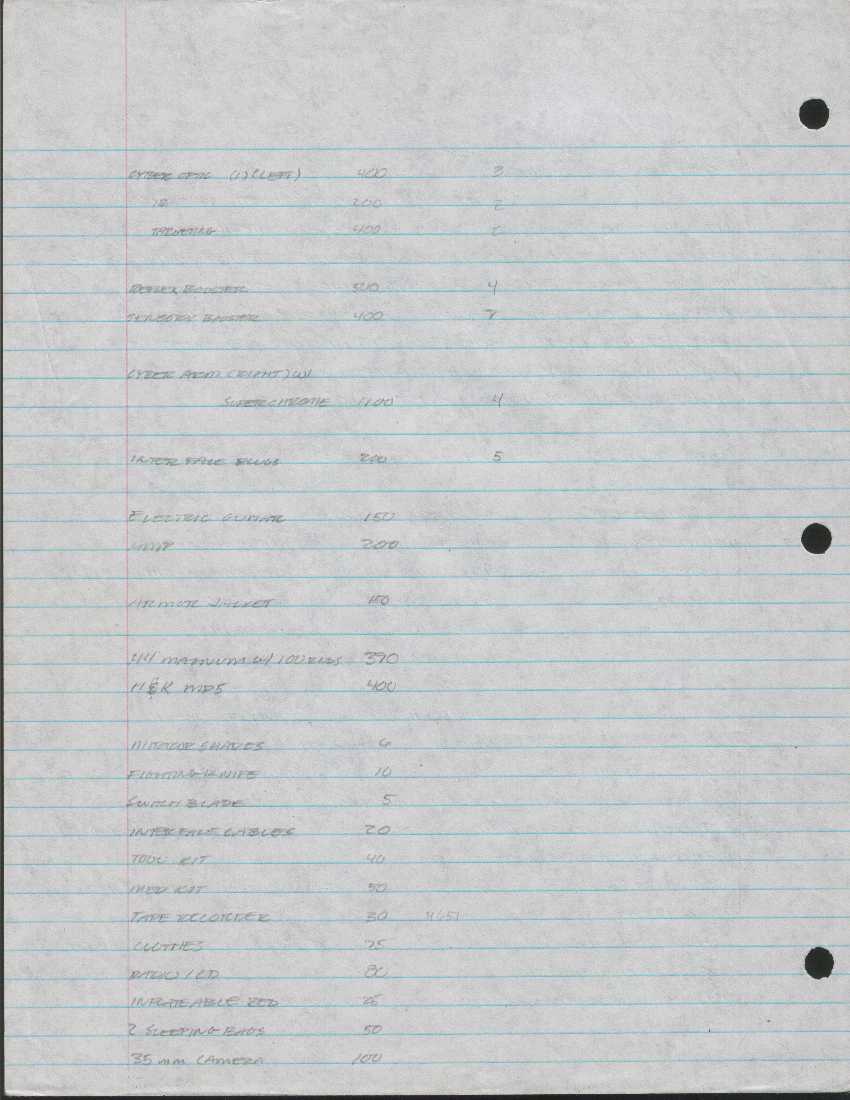 CYBER OPTIC (1) (LEFT) 400 3
IR 200 2
TARGETING 400 2
REFLEX BOOSTER 500 4
SENSORY BOOSTER 400
CYBER ARM (RIGHT) W/
SUPERCHROME 1100 4
INTERFACE PLUGS 200 5
ELECTRIC GUITAR 150
AMP 200
ARMOR JACKET 150
.44 MAGNUM W/ 100 RNDS 390
H&K MP5 400
MIRROR SHADES 6
FIGHTING KNIFE 10
SWITCH BLADE 5
INTERFACE CABLES 20
TOOL KIT 40
MED KIT 50
TAPE RECORDER 30 4651
CLOTHES 75
RADIO / CD 80
INFLATEABLE BED 25
2 SLEEPING BAGS 50
35 mm CAMERA 100